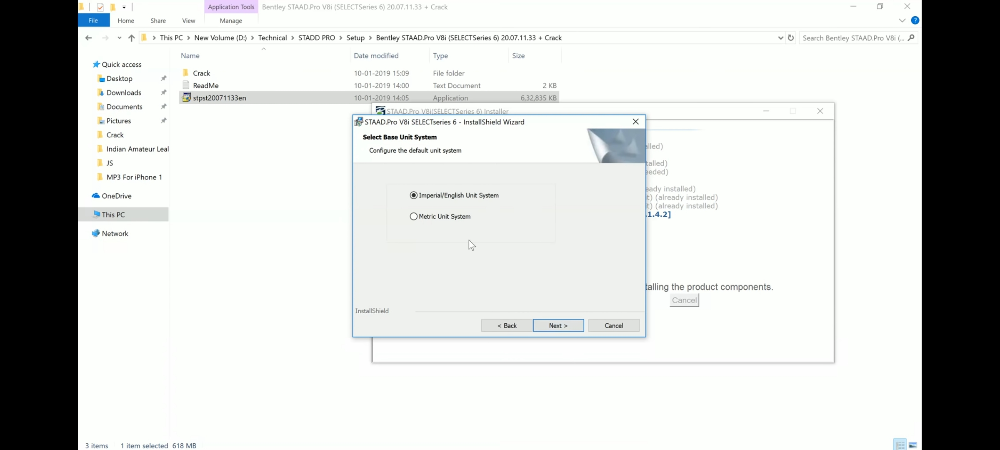 Application Tools
Bentley STAAD.Pro V8i (SELECTSeries 6) 20.07.11.33 + Crack
File
Home
Share
View
Manage
?
This PC > New Volume (D:) > Technical > STADD PRO > Setup > Bentley STAAD.Pro V8i (SELECTSeries 6) 20.07.11.33 + Crack
Search Bentley STAAD.Pro V8i (...
Name
Date modified
Type
Size
Crack
10-01-2019 15:09
File folder
ReadMe
10-01-2019 14:00
Text Document
2 KB
stpst20071133en
10-01-2019 14:05
Application
6,32,835 KB
Quick access
Desktop
Downloads
Documents
Pictures
Crack
Indian Amateur Leal
JS
MP3 For iPhone 1
OneDrive
This PC
Network
STAAD.Pro V8i(SELECTSeries 6) Installer
STAAD.Pro V8i SELECTseries 6 - InstallShield Wizard
Select Base Unit System
Configure the default unit system
Imperial/English Unit System
Metric Unit System
InstallShield
< Back
Next >
Cancel
alled)
talled)
eeded)
eady installed)
it) (already installed)
it) (already installed)
.1.4.2]
talling the product components.
Cancel
3 items
1 item selected 618 MB